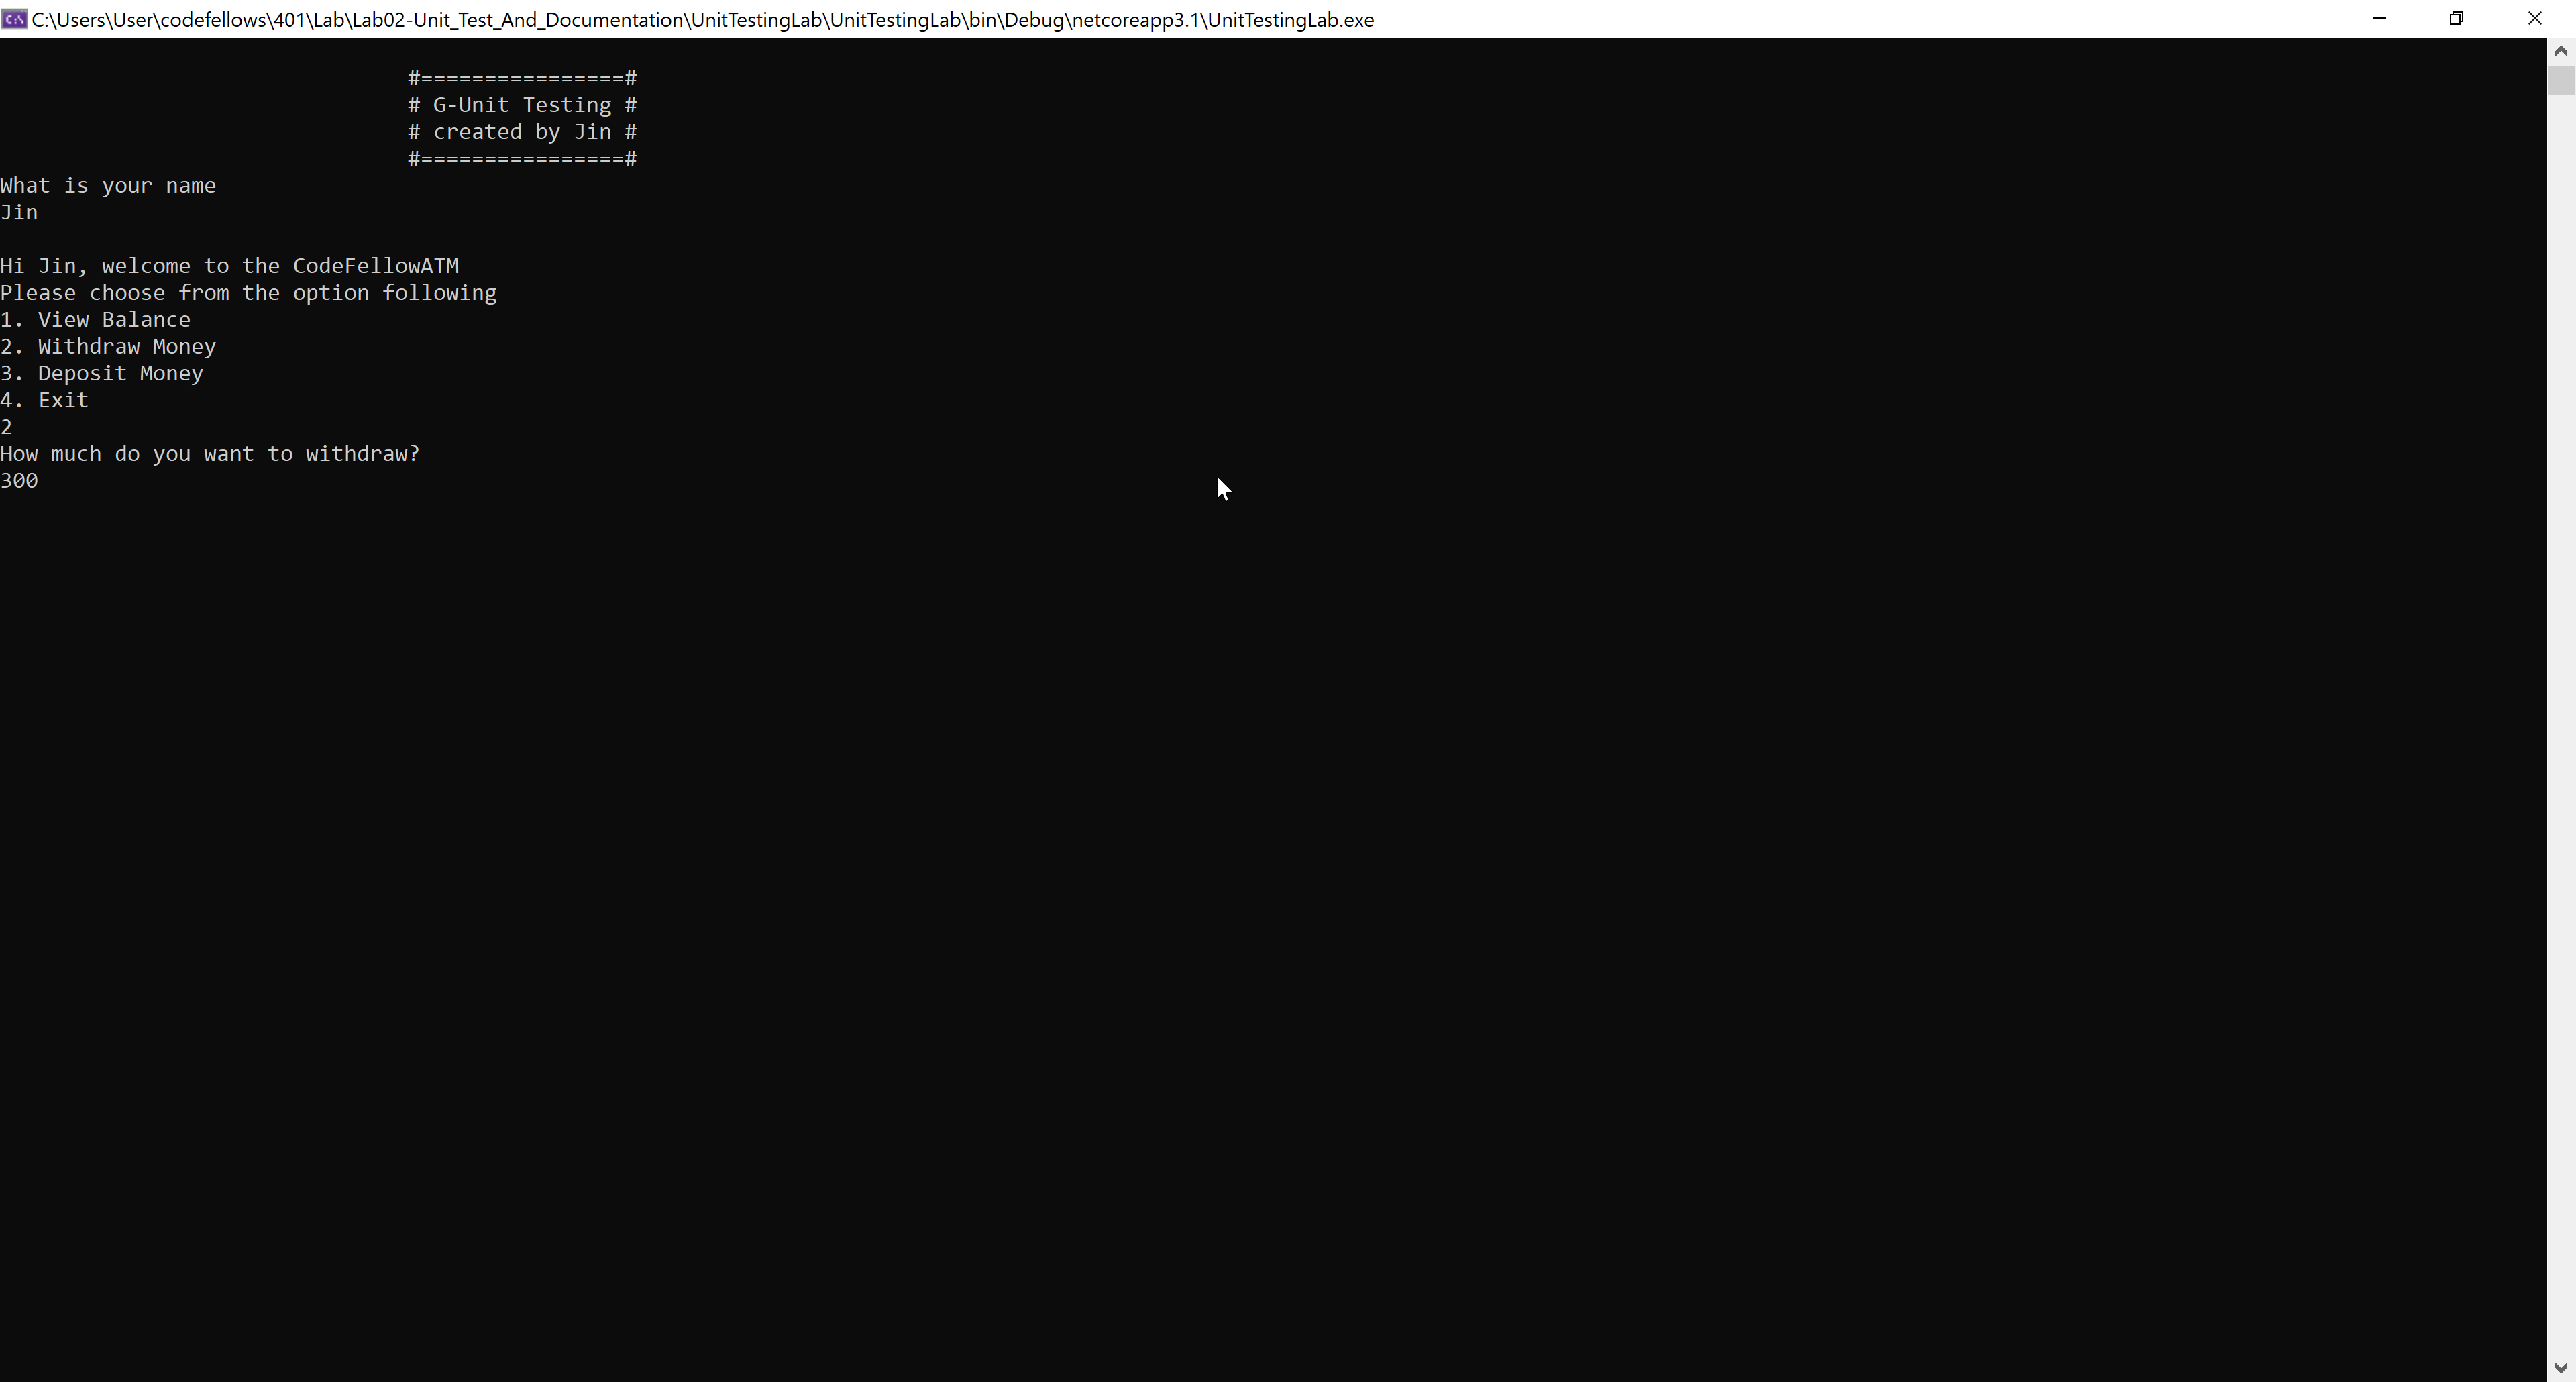 C:\Users\User\codefellows\401\Lab\Lab02-Unit_Test_And_Documentation\UnitTestingLab\UnitTestingLab\bin\Debug\netcoreapp3.1\UnitTestingLab.exe
#================#
# G-Unit Testing #
# created by Jin #
#================#
What is your name
Jin
Hi Jin, welcome to the CodeFellowATM
Please choose from the option following
1. View Balance
2. Withdraw Money
3. Deposit Money
4. Exit
2
How much do you want to withdraw?
300